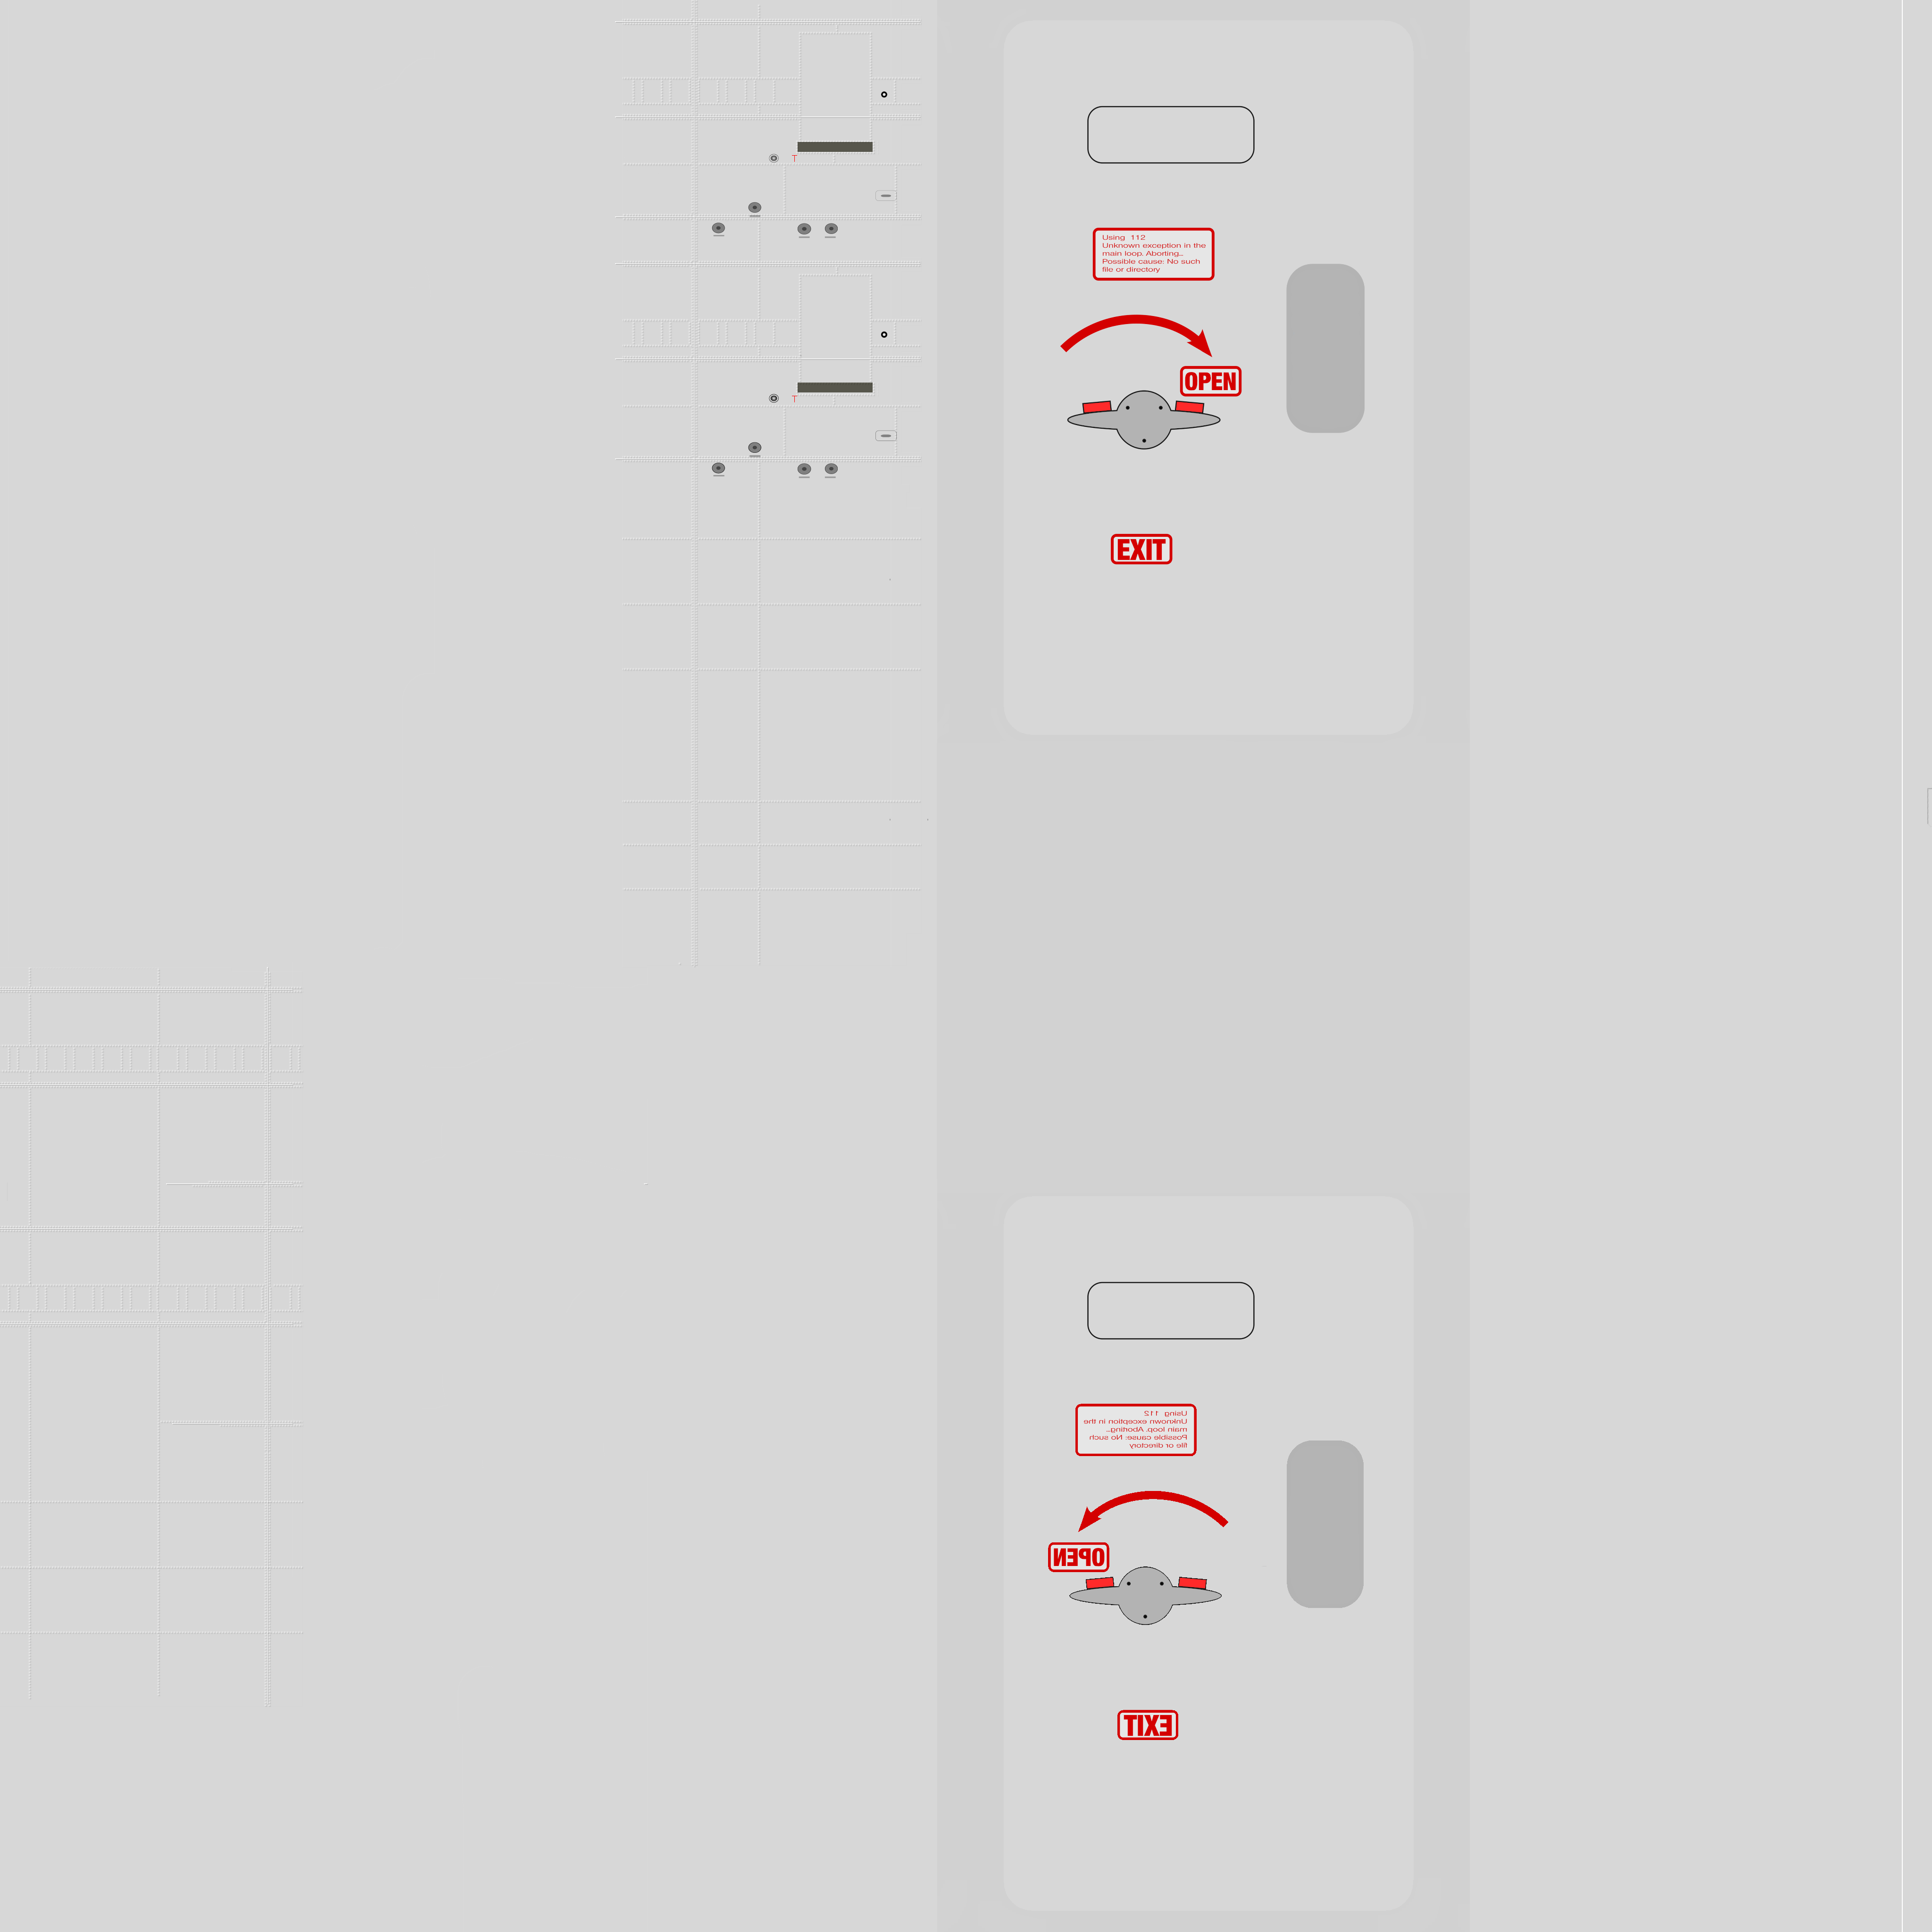 T
Using 112
Unknown exception in the
main loop. Aborting...
Possible cause: No such
file or directory
OPEN
T
EXIT
Using 112
Unknown exception in the
main loop. Aborting...
Possible cause: No such
file or directory
OPEN
EXIT